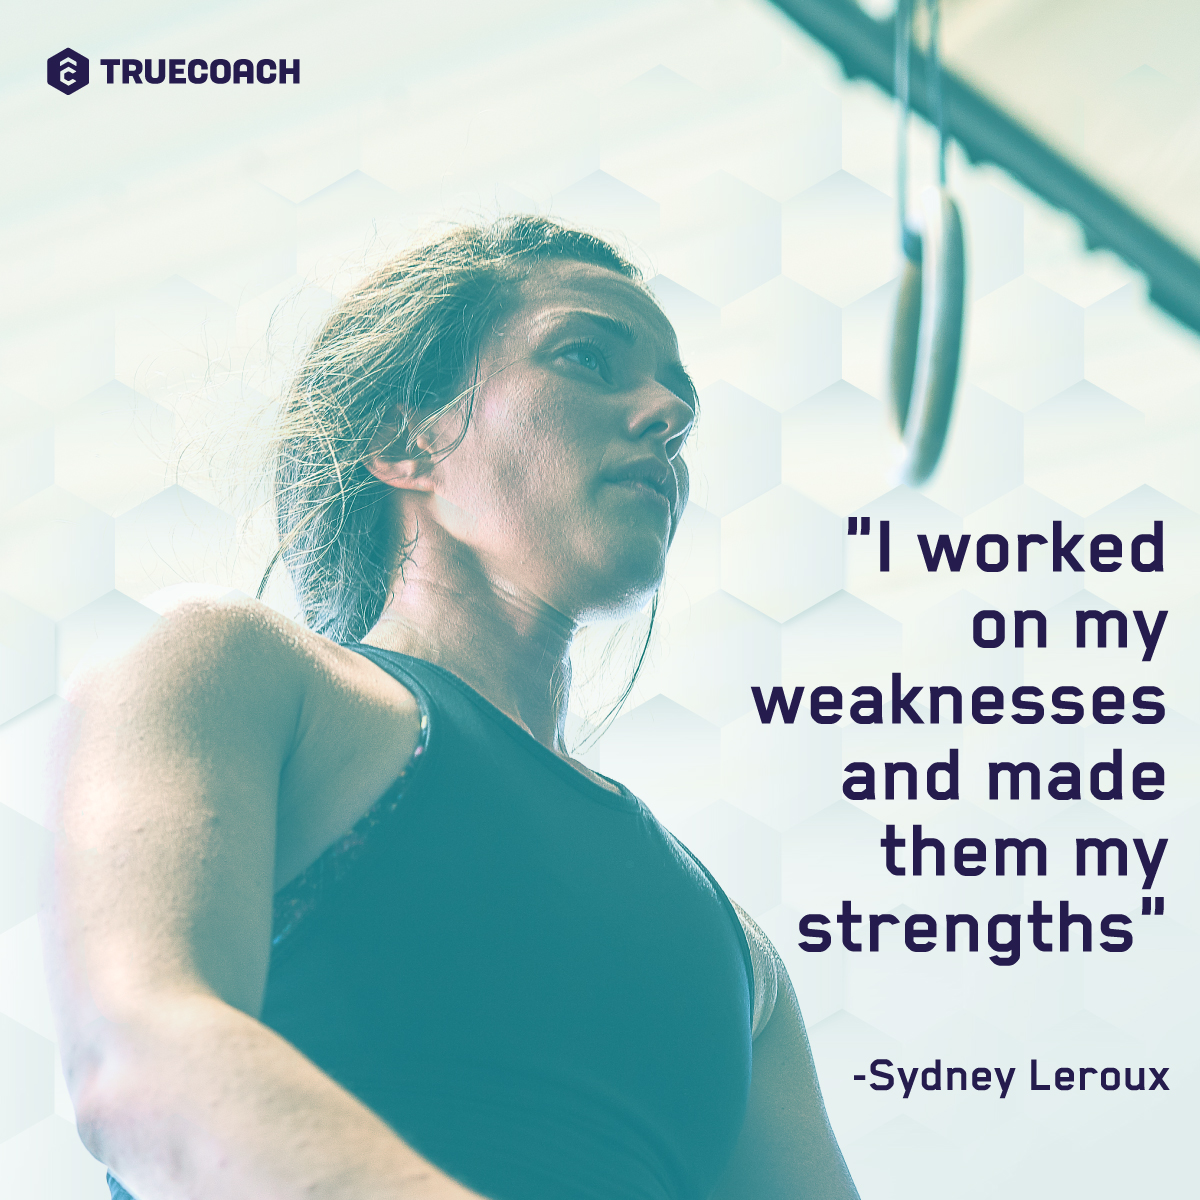 TRUECOACH
"I worked
on my
weaknesses
and made
them my
strengths"
-Sydney Leroux